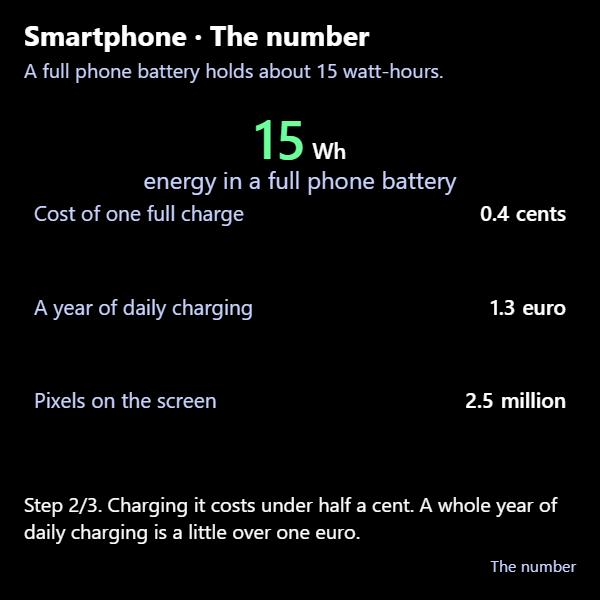 Smartphone · The number
A full phone battery holds about 15 watt-hours.
15 Wh
energy in a full phone battery
Cost of one full charge 0.4 cents
A year of daily charging 1.3 euro
Pixels on the screen 2.5 million
Step 2/3. Charging it costs under half a cent. A whole year of
daily charging is a little over one euro.
The number